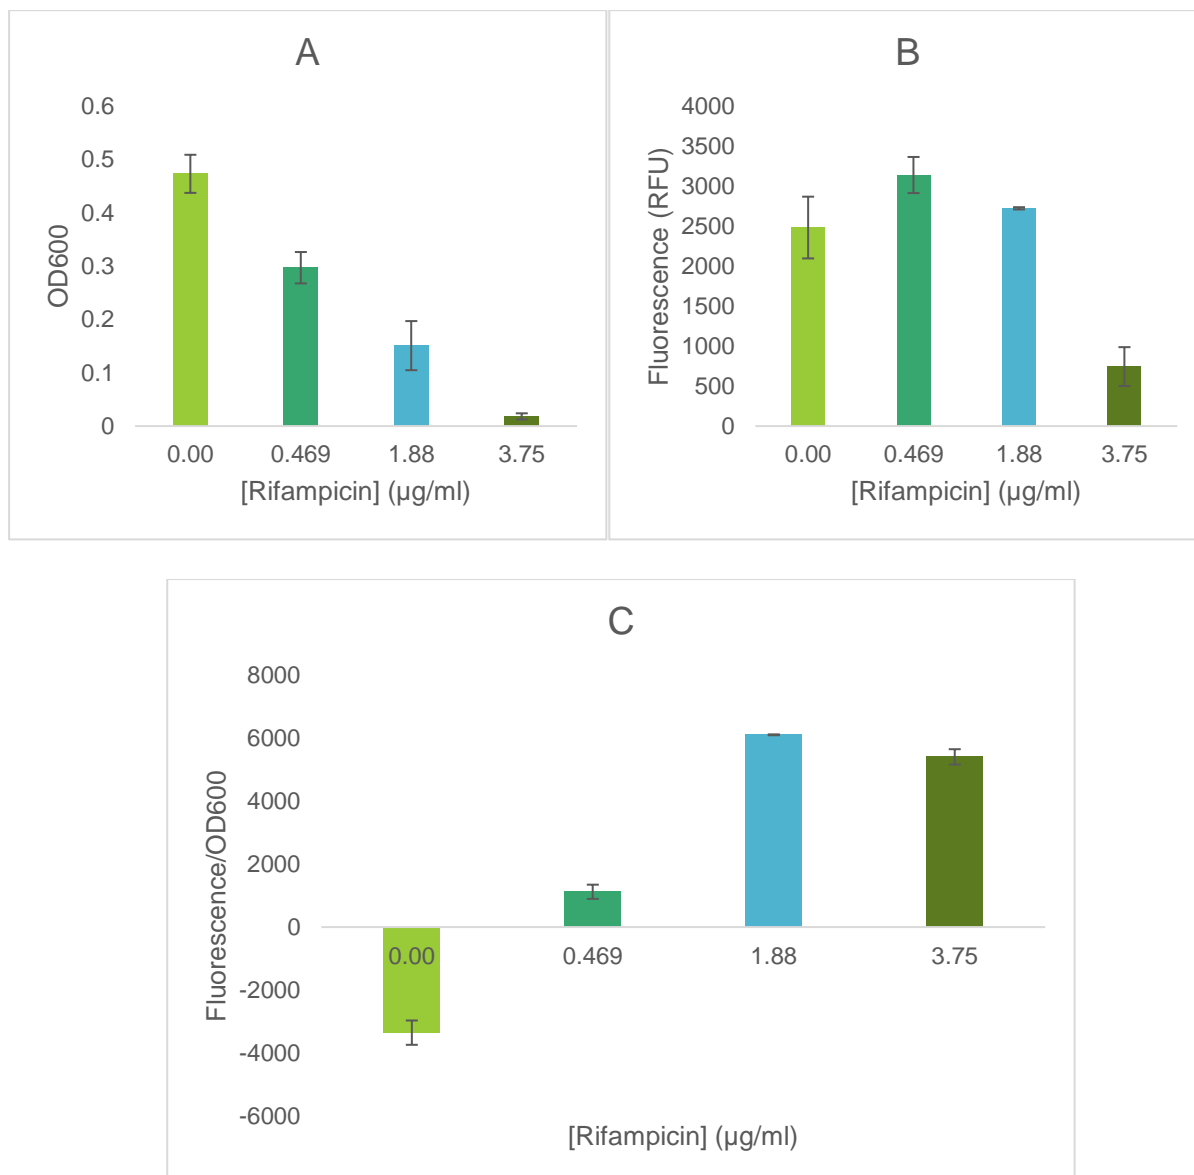 A
0.6
0.5
0.4
0.3
0.2
0.1
0
OD600
0.00 0.469 1.88 3.75
[Rifampicin] (µg/ml)
B
4000
3500
3000
2500
2000
1500
1000
500
0
Fluorescence (RFU)
0.00 0.469 1.88 3.75
[Rifampicin] (µg/ml)
C
8000
6000
4000
2000
0
-2000
-4000
-6000
Fluorescence/OD600
0.00 0.469 1.88 3.75
[Rifampicin] (µg/ml)